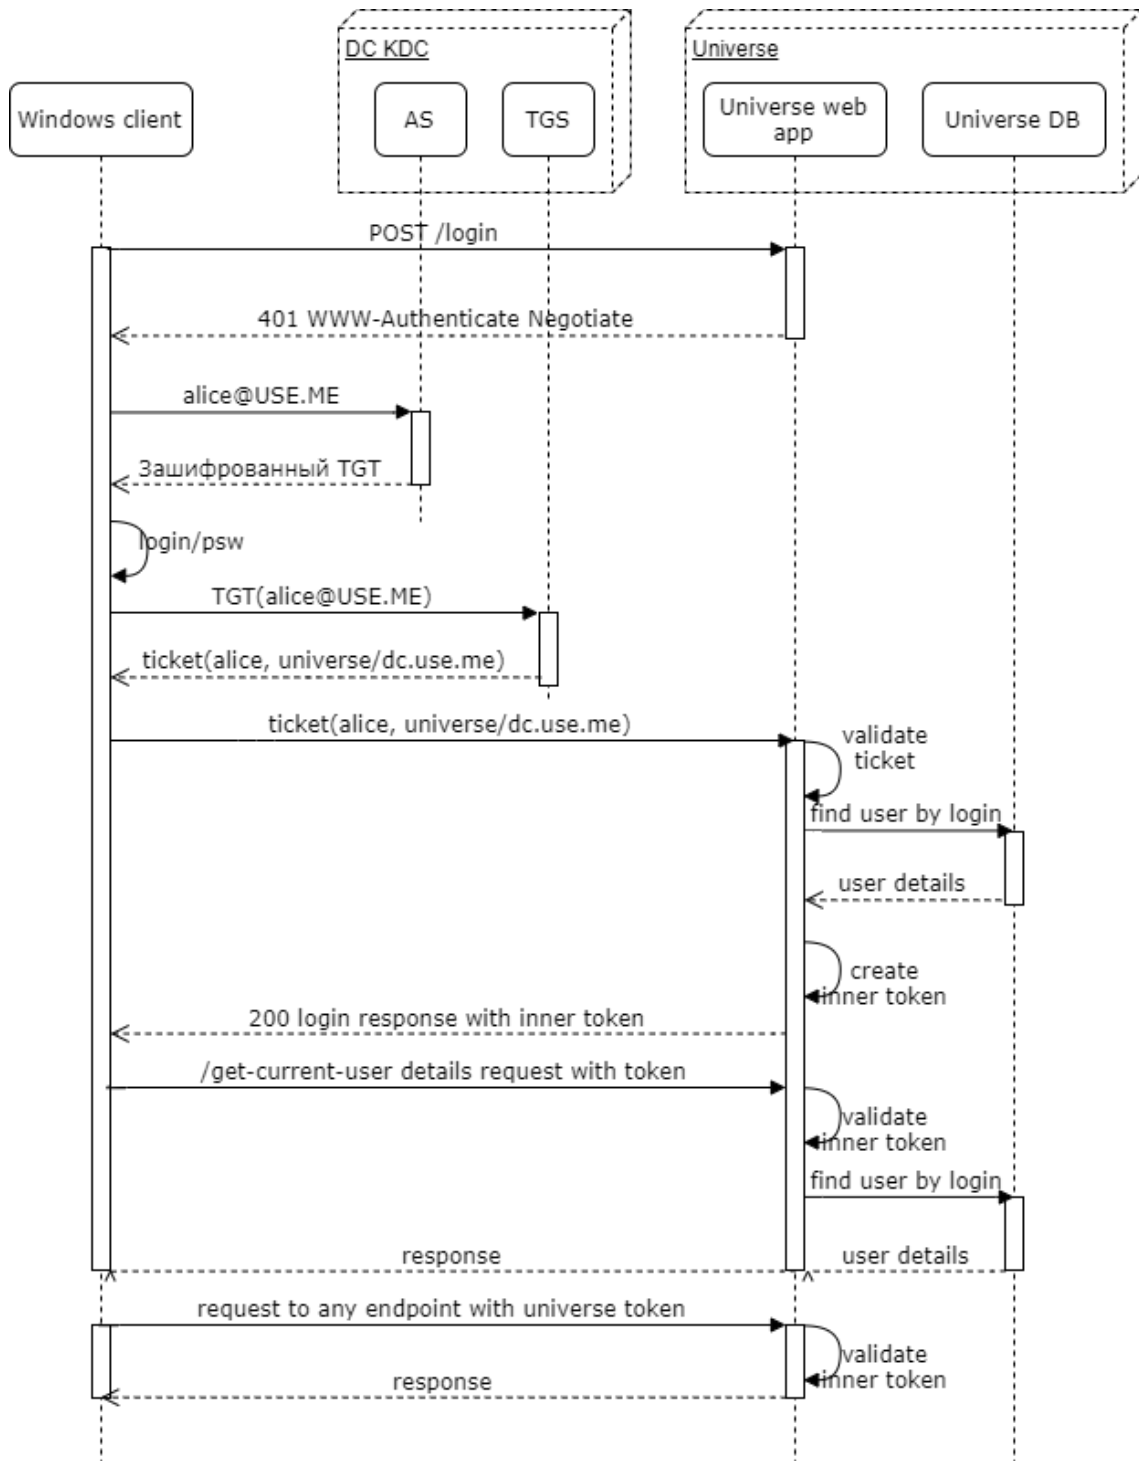 DC KDC
Universe
Windows client
AS
TGS
Universe web
app
Universe DB
POST /login
401 WWW-Authenticate Negotiate
alice@USE.ME
Зашифрованный TGT
login/psw
TGT(alice@USE.ME)
ticket(alice, universe/dc.use.me)
ticket(alice, universe/dc.use.me)
validate
ticket
find user by login
user details
create
inner token
200 login response with inner token
/get-current-user details request with token
validate
inner token
find user by login
response
user details
request to any endpoint with universe token
validate
inner token
response